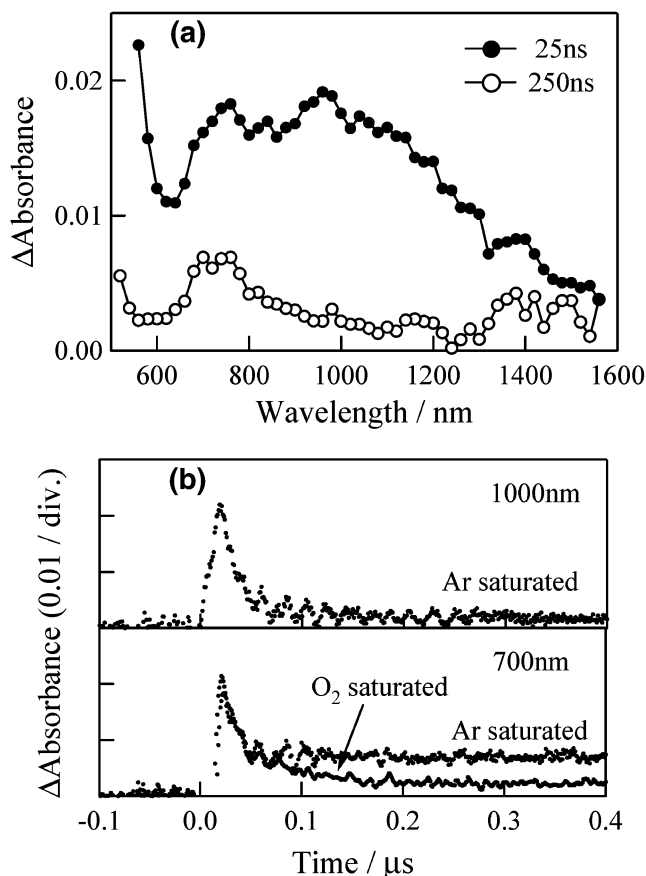 (a)
25ns
250ns
0.02
0.01
0.00
ΔAbsorbance
600 800 1000 1200 1400 1600
Wavelength / nm
(b)
1000nm
Ar saturated
700nm
O2 saturated
Ar saturated
ΔAbsorbance (0.01 / div.)
-0.1 0.0 0.1 0.2 0.3 0.4
Time / μs